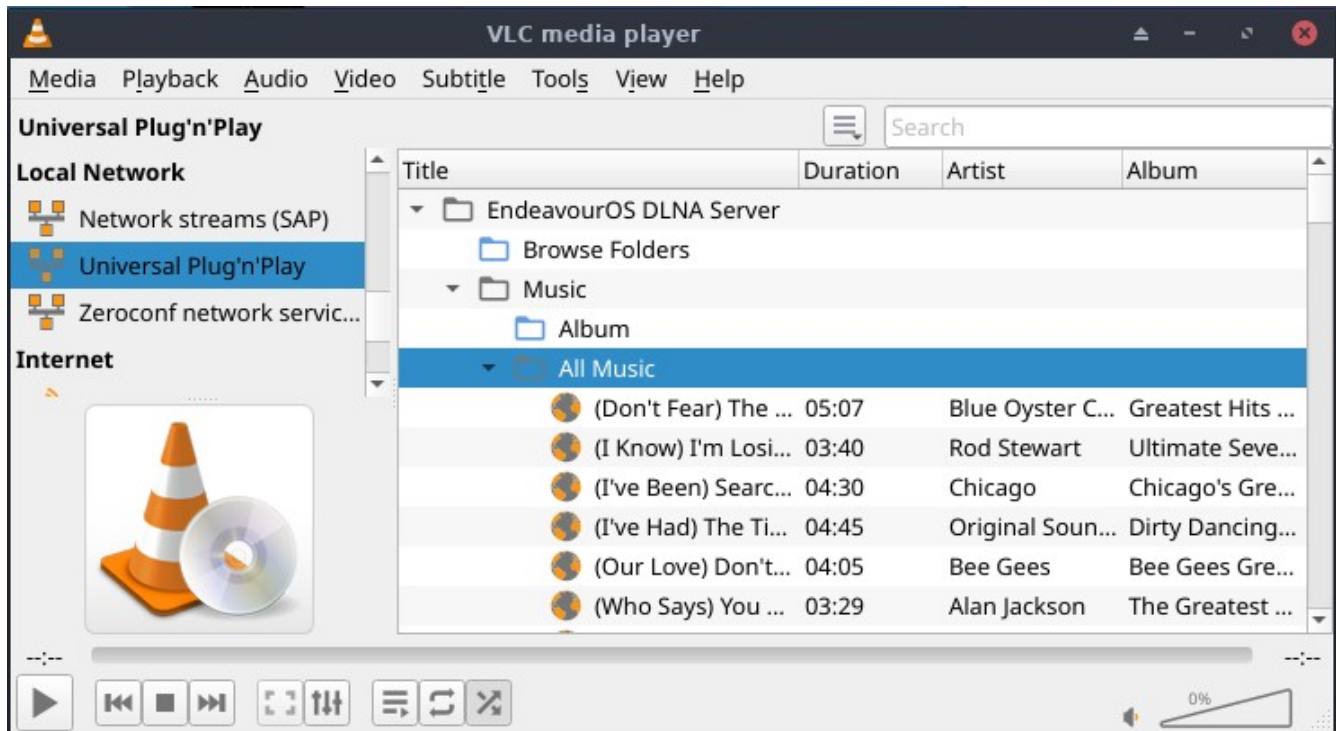 VLC media player
Media Playback Audio Video Subtitle Tools View Help
Universal Plug'n'Play Search
Local Network
Network streams (SAP)
Universal Plug'n'Play
Zeroconf network servic...
Internet
Title Duration Artist Album
EndeavourOS DLNA Server
Browse Folders
Music
Album
All Music
(Don't Fear) The ... 05:07 Blue Oyster C... Greatest Hits ...
(I Know) I'm Losi... 03:40 Rod Stewart Ultimate Seve...
(I've Been) Searc... 04:30 Chicago Chicago's Gre...
(I've Had) The Ti... 04:45 Original Soun... Dirty Dancing...
(Our Love) Don't... 04:05 Bee Gees Bee Gees Gre...
(Who Says) You ... 03:29 Alan Jackson The Greatest ...
--:-- --:--
0%